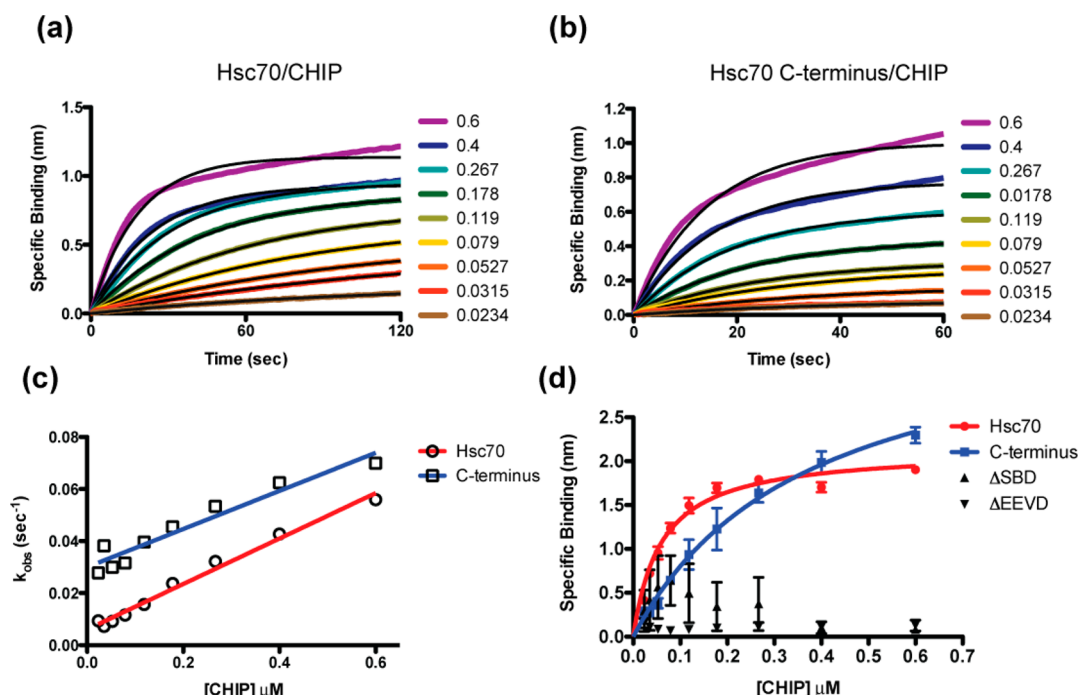 (a)
Hsc70/CHIP
Specific Binding (nm)
1.5
1.0
0.5
0.0
0
60
120
Time (sec)
0.6
0.4
0.267
0.178
0.119
0.079
0.0527
0.0315
0.0234
(b)
Hsc70 C-terminus/CHIP
Specific Binding (nm)
1.2
1.0
0.8
0.6
0.4
0.2
0.0
0
20
40
60
Time (sec)
0.6
0.4
0.267
0.0178
0.119
0.079
0.0527
0.0315
0.0234
(c)
kobs (sec-1)
0.08
0.06
0.04
0.02
0.00
0.0
0.2
0.4
0.6
[CHIP] μM
Hsc70
C-terminus
(d)
Specific Binding (nm)
2.5
2.0
1.5
1.0
0.5
0.0
0.0
0.1
0.2
0.3
0.4
0.5
0.6
0.7
[CHIP] μM
Hsc70
C-terminus
ΔSBD
ΔEEVD